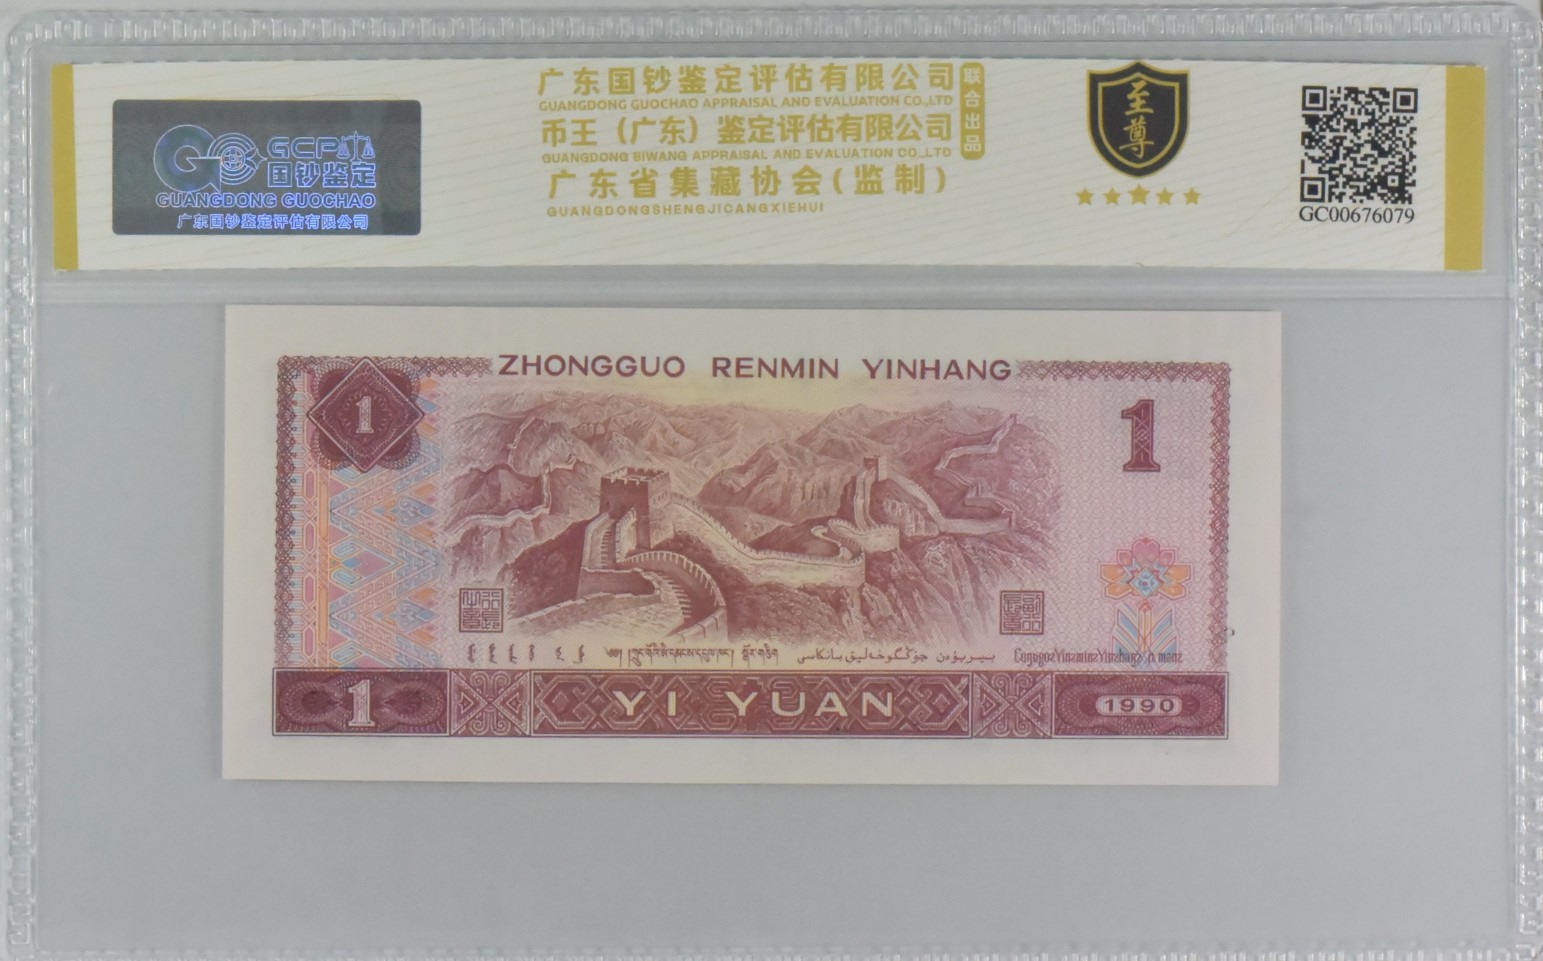 广东国钞鉴定评估有限公司
GUANGDONG GUOCHAO APPRAISAL AND EVALUATION CO.,LTD
币王（广东）鉴定评估有限公司
GUANGDONG BIWANG APPRAISAL AND EVALUATION CO.,LTD
广东省集藏协会(监制)
GUANGDONGSHENGJICANGXIEHUI
联合出品
GCP
国钞鉴定
GUANGDONG GUOCHAO
广东国钞鉴定评估有限公司
至尊
GC00676079
ZHONGGUO RENMIN YINHANG
1
1
1 YI YUAN 1990